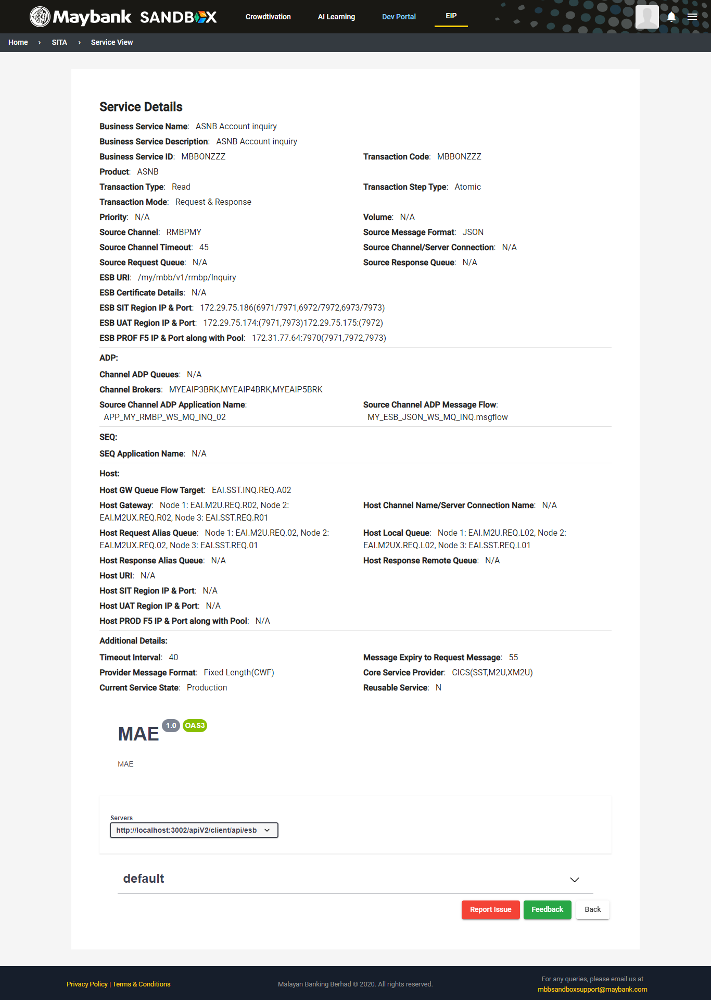 Maybank SANDBOX
Crowdtivation
AI Learning
Dev Portal
EIP
Home › SITA › Service View
Service Details
Business Service Name: ASNB Account inquiry
Business Service Description: ASNB Account inquiry
Business Service ID: MBBONZZZ
Transaction Code: MBBONZZZ
Product: ASNB
Transaction Type: Read
Transaction Step Type: Atomic
Transaction Mode: Request & Response
Priority: N/A
Volume: N/A
Source Channel: RMBPMY
Source Message Format: JSON
Source Channel Timeout: 45
Source Channel/Server Connection: N/A
Source Request Queue: N/A
Source Response Queue: N/A
ESB URI: /my/mbb/v1/rmbp/Inquiry
ESB Certificate Details: N/A
ESB SIT Region IP & Port: 172.29.75.186(6971/7971,6972/7972,6973/7973)
ESB UAT Region IP & Port: 172.29.75.174:(7971,7973)172.29.75.175:(7972)
ESB PROF F5 IP & Port along with Pool: 172.31.77.64:7970(7971,7972,7973)
ADP:
Channel ADP Queues: N/A
Channel Brokers: MYEAIP3BRK,MYEAIP4BRK,MYEAIP5BRK
Source Channel ADP Application Name:
APP_MY_RMBP_WS_MQ_INQ_02
Source Channel ADP Message Flow:
MY_ESB_JSON_WS_MQ_INQ.msgflow
SEQ:
SEQ Application Name: N/A
Host:
Host GW Queue Flow Target: EAI.SST.INQ.REQ.A02
Host Gateway: Node 1: EAI.M2U.REQ.R02, Node 2:
EAI.M2UX.REQ.R02, Node 3: EAI.SST.REQ.R01
Host Channel Name/Server Connection Name: N/A
Host Request Alias Queue: Node 1: EAI.M2U.REQ.02, Node 2:
EAI.M2UX.REQ.02, Node 3: EAI.SST.REQ.01
Host Local Queue: Node 1: EAI.M2U.REQ.L02, Node 2:
EAI.M2UX.REQ.L02, Node 3: EAI.SST.REQ.L01
Host Response Alias Queue: N/A
Host Response Remote Queue: N/A
Host URI: N/A
Host SIT Region IP & Port: N/A
Host UAT Region IP & Port: N/A
Host PROD F5 IP & Port along with Pool: N/A
Additional Details:
Timeout Interval: 40
Message Expiry to Request Message: 55
Provider Message Format: Fixed Length(CWF)
Core Service Provider: CICS(SST,M2U,XM2U)
Current Service State: Production
Reusable Service: N
MAE 1.0 OAS3
MAE
Servers
http://localhost:3002/apiV2/client/api/esb
default
Report Issue
Feedback
Back
Privacy Policy | Terms & Conditions
Malayan Banking Berhad © 2020. All rights reserved.
For any queries, please email us at
mbbsandboxsupport@maybank.com